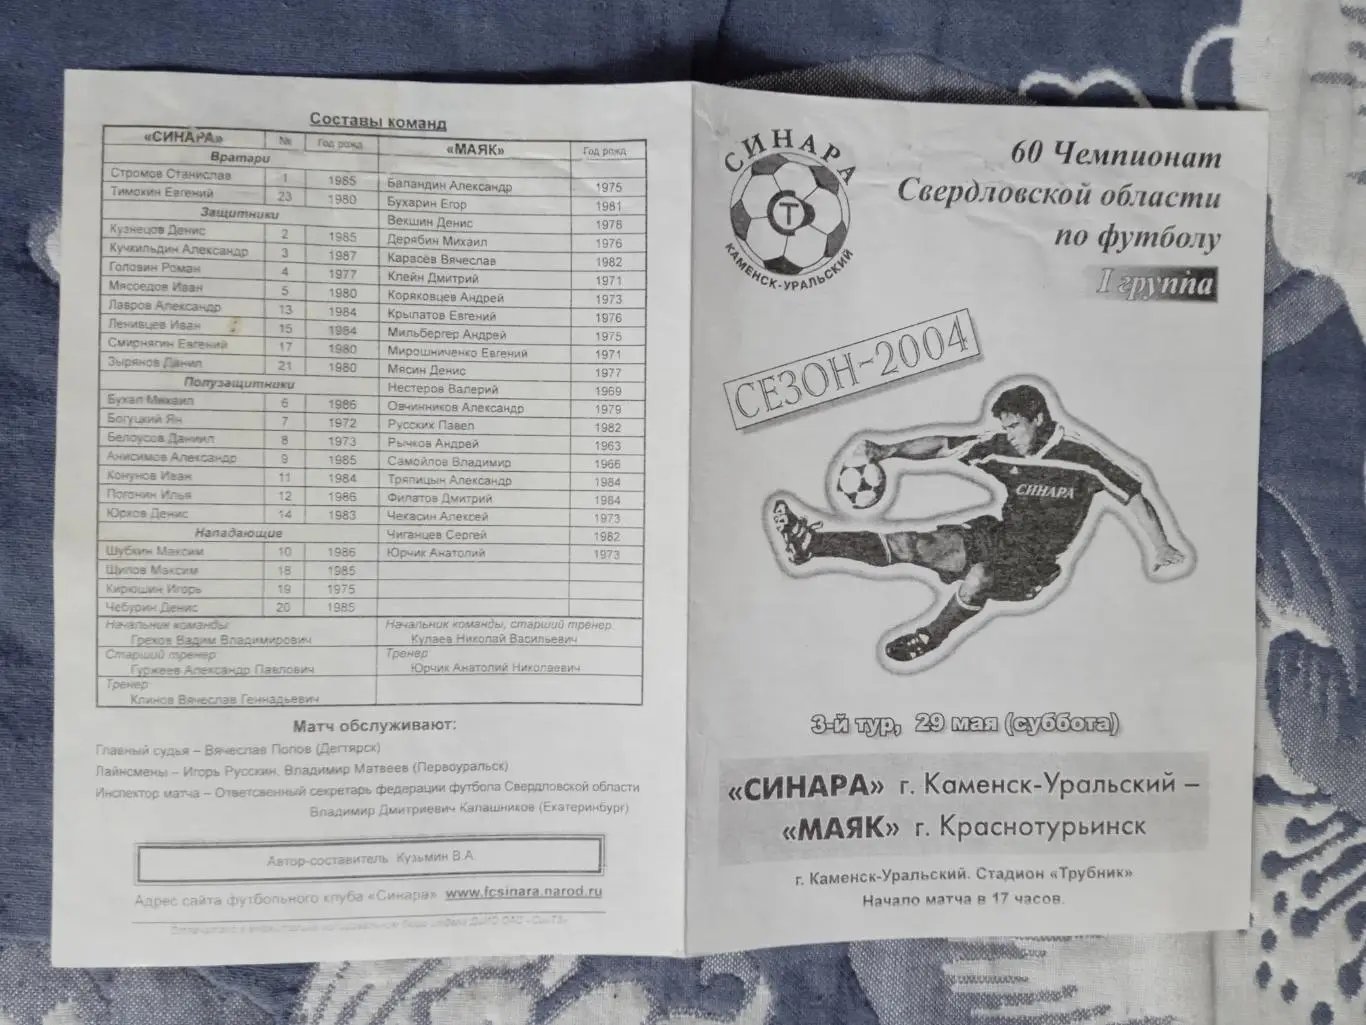 Составы команд
«СИНАРА» № Год рожд «МАЯК» Год рожд
Вратари
Стромов Станислав 1 1985 Баландин Александр 1975
Тимокин Евгений 23 1980 Бухарин Егор 1981
Защитники Векшин Денис 1978
Кузнецов Денис 2 1985 Дерябин Михаил 1976
Кучкильдин Александр 3 1987 Карасёв Вячеслав 1982
Головин Роман 4 1977 Клейн Дмитрий 1971
Мясоедов Иван 5 1980 Коряковцев Андрей 1973
Лавров Александр 13 1984 Крылатов Евгений 1976
Ленивцев Иван 15 1984 Мильбергер Андрей 1975
Смирнягин Евгений 17 1980 Мирошниченко Евгений 1971
Зырянов Данил 21 1980 Мясин Денис 1977
Полузащитники Нестеров Валерий 1969
Бухал Михаил 6 1986 Овчинников Александр 1979
Богуцкий Ян 7 1972 Русских Павел 1982
Белоусов Даниил 8 1973 Рычков Андрей 1963
Анисимов Александр 9 1985 Самойлов Владимир 1966
Конунов Иван 11 1984 Тряпицын Александр 1984
Погонин Илья 12 1986 Филатов Дмитрий 1984
Юрков Денис 14 1983 Чекасин Алексей 1973
Нападающие Чиганцев Сергей 1982
Шубкин Максим 10 1986 Юрчик Анатолий 1973
Щипов Максим 18 1985
Кирюшин Игорь 19 1975
Чебурин Денис 20 1985
Начальник команды Начальник команды, старший тренер.
Грехов Вадим Владимирович Кулаев Николай Васильевич
Старший тренер Тренер
Гуржеев Александр Павлович Юрчик Анатолий Николаевич
Тренер
Клинов Вячеслав Геннадьевич
Матч обслуживают:
Главный судья – Вячеслав Попов (Дегтярск)
Лайнсмены – Игорь Русскин, Владимир Матвеев (Первоуральск)
Инспектор матча – Ответсвенный секретарь федерации футбола Свердловской области
Владимир Дмитриевич Калашников (Екатеринбург)
Автор-составитель Кузьмин В.А
Адрес сайта футбольного клуба «Синара» www.fcsinara.narod.ru
СИНАРА
Т
КАМЕНСК-УРАЛЬСКИЙ
60 Чемпионат
Свердловской области
по футболу
I группа
СЕЗОН-2004
СИНАРА
3-й тур, 29 мая (суббота)
«СИНАРА» г. Каменск-Уральский –
«МАЯК» г. Краснотурьинск
г. Каменск-Уральский. Стадион «Трубник»
Начало матча в 17 часов.